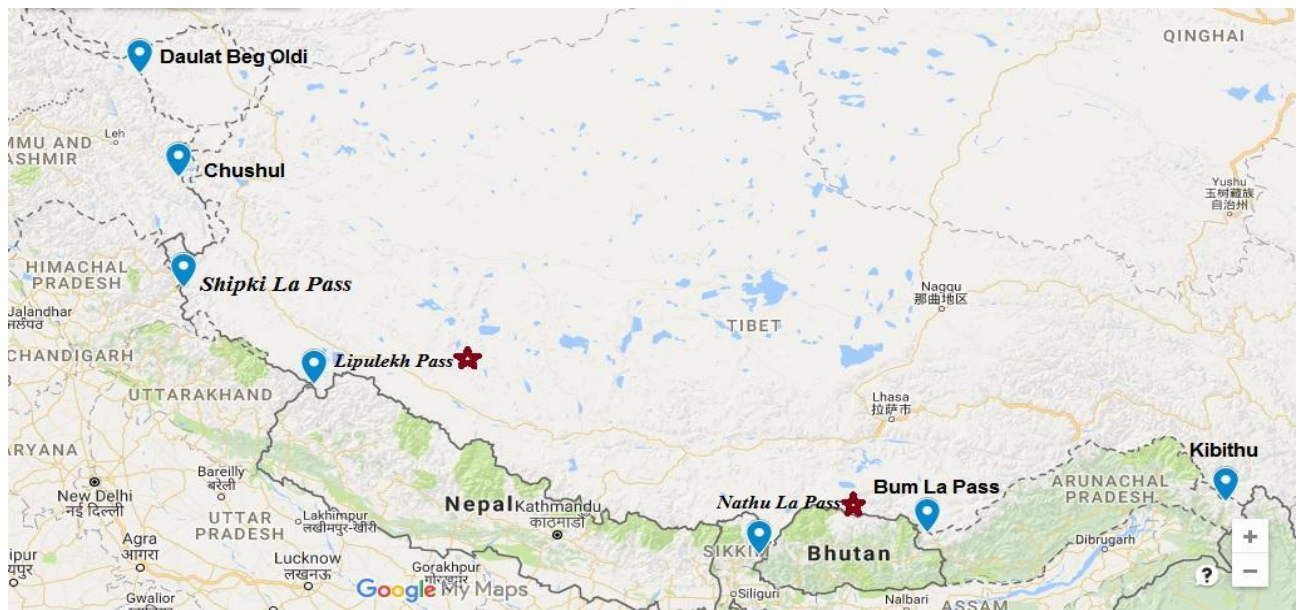 QINGHAI
Daulat Beg Oldi
Leh
MMU AND
ASHMIR
Chushul
Yushu
玉树藏族
自治州
HIMACHAL
PRADESH
Shipki La Pass
Nagqu
那曲地区
Jalandhar
TIBET
CHANDIGARH
Lipulekh Pass
UTTARAKHAND
Lhasa
拉萨市
ARYANA
Kibithu
Bareilly
बरेली
New Delhi
नई दिल्ली
Nepal
Kathmandu
काठमाडौं
Nathu La Pass
Bum La Pass
ARUNACHAL
PRADESH
UTTAR
PRADESH
Lakhimpur
लखीमपुर-खीरी
Agra
आगरा
Lucknow
लखनऊ
SIKKIM
Bhutan
Dibrugarh
ipur
यपुर
Gorakhpur
Google My Maps
Gwalior
Siliguri
Nalbari
ASSAM
+
?
−